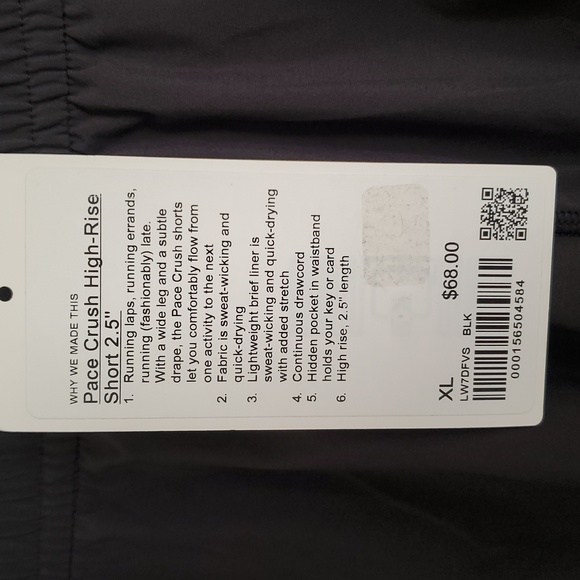 WHY WE MADE THIS
Pace Crush High-Rise
Short 2.5"
1. Running laps, running errands,
running (fashionably) late.
With a wide leg and a subtle
drape, the Pace Crush shorts
let you comfortably flow from
one activity to the next
2. Fabric is sweat-wicking and
quick-drying
3. Lightweight brief liner is
sweat-wicking and quick-drying
with added stretch
4. Continuous drawcord
5. Hidden pocket in waistband
holds your key or card
6. High rise, 2.5" length
XL $68.00
LW7DFVS BLK
000156504584